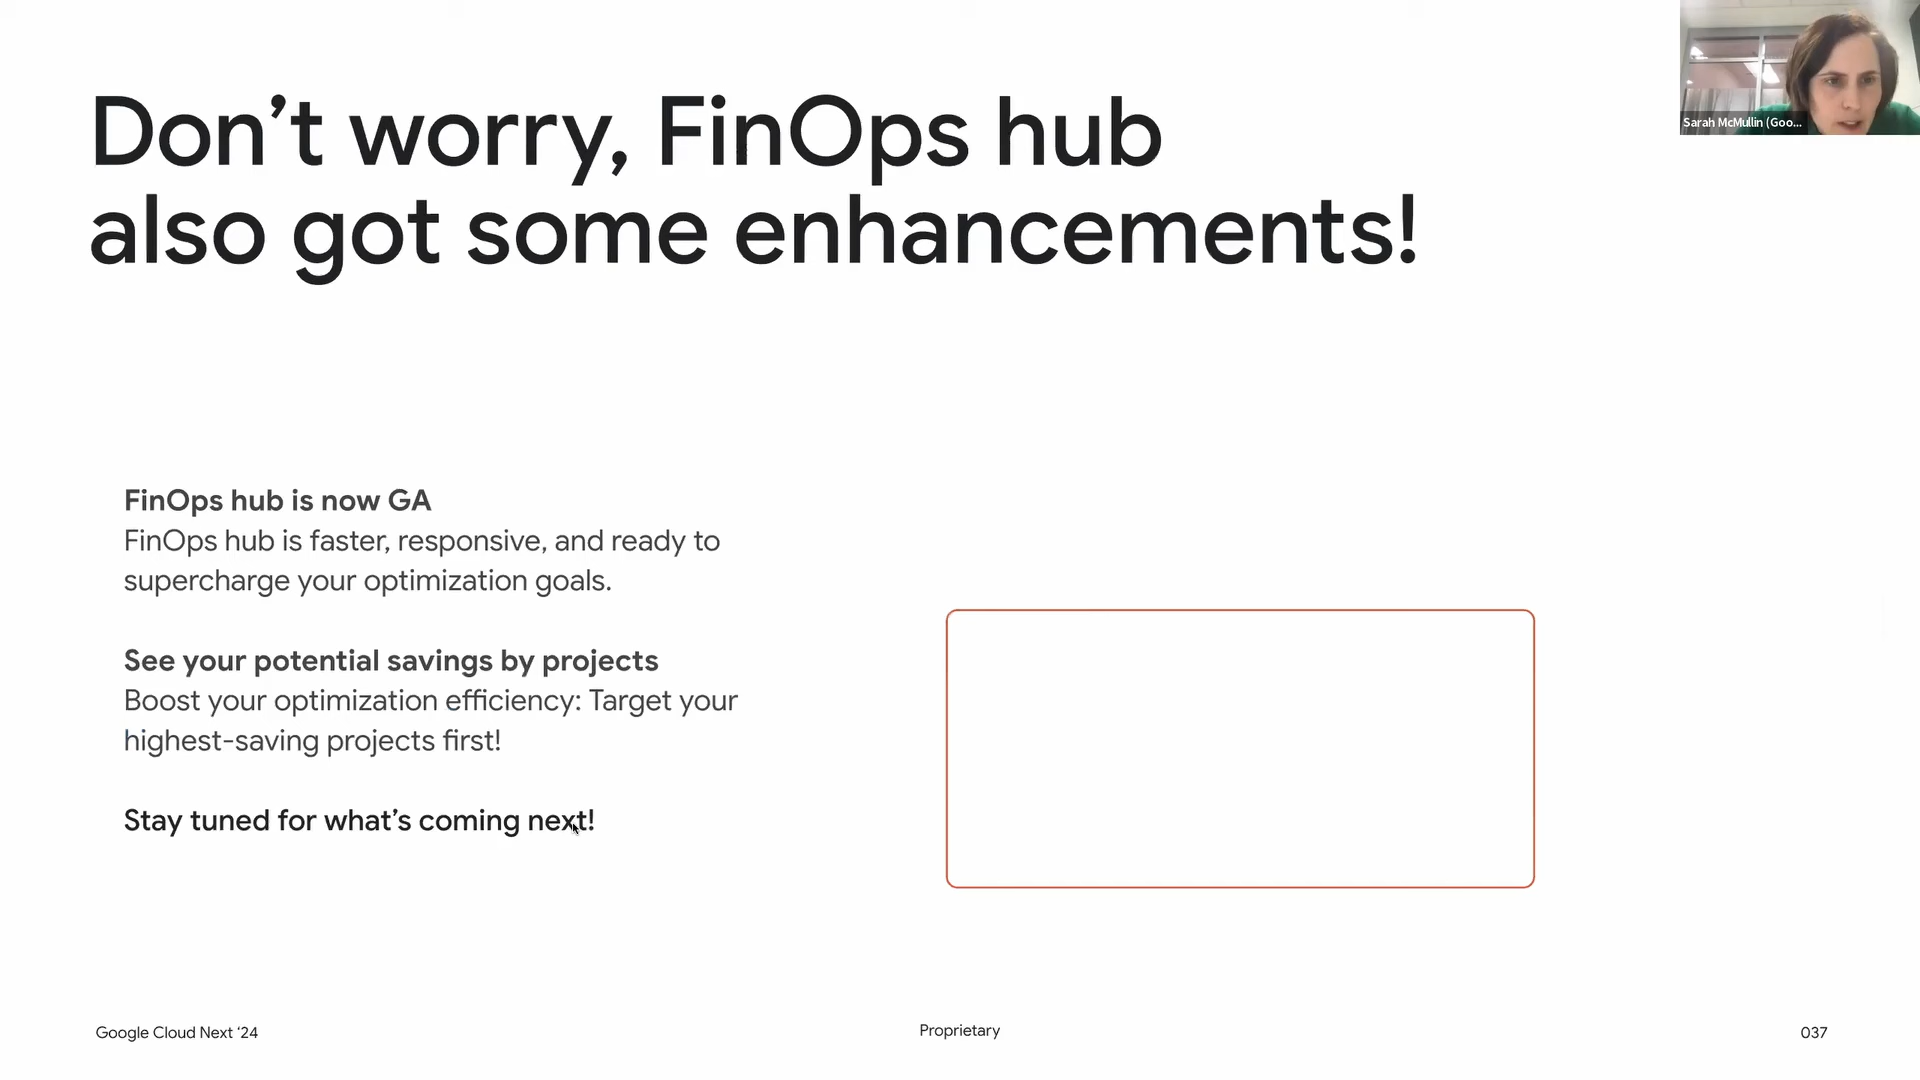 Don’t worry, FinOps hub
also got some enhancements!
Sarah McMullin (Goo...
FinOps hub is now GA
FinOps hub is faster, responsive, and ready to
supercharge your optimization goals.
See your potential savings by projects
Boost your optimization efficiency: Target your
highest-saving projects first!
Stay tuned for what’s coming next!
Google Cloud Next ‘24
Proprietary
037